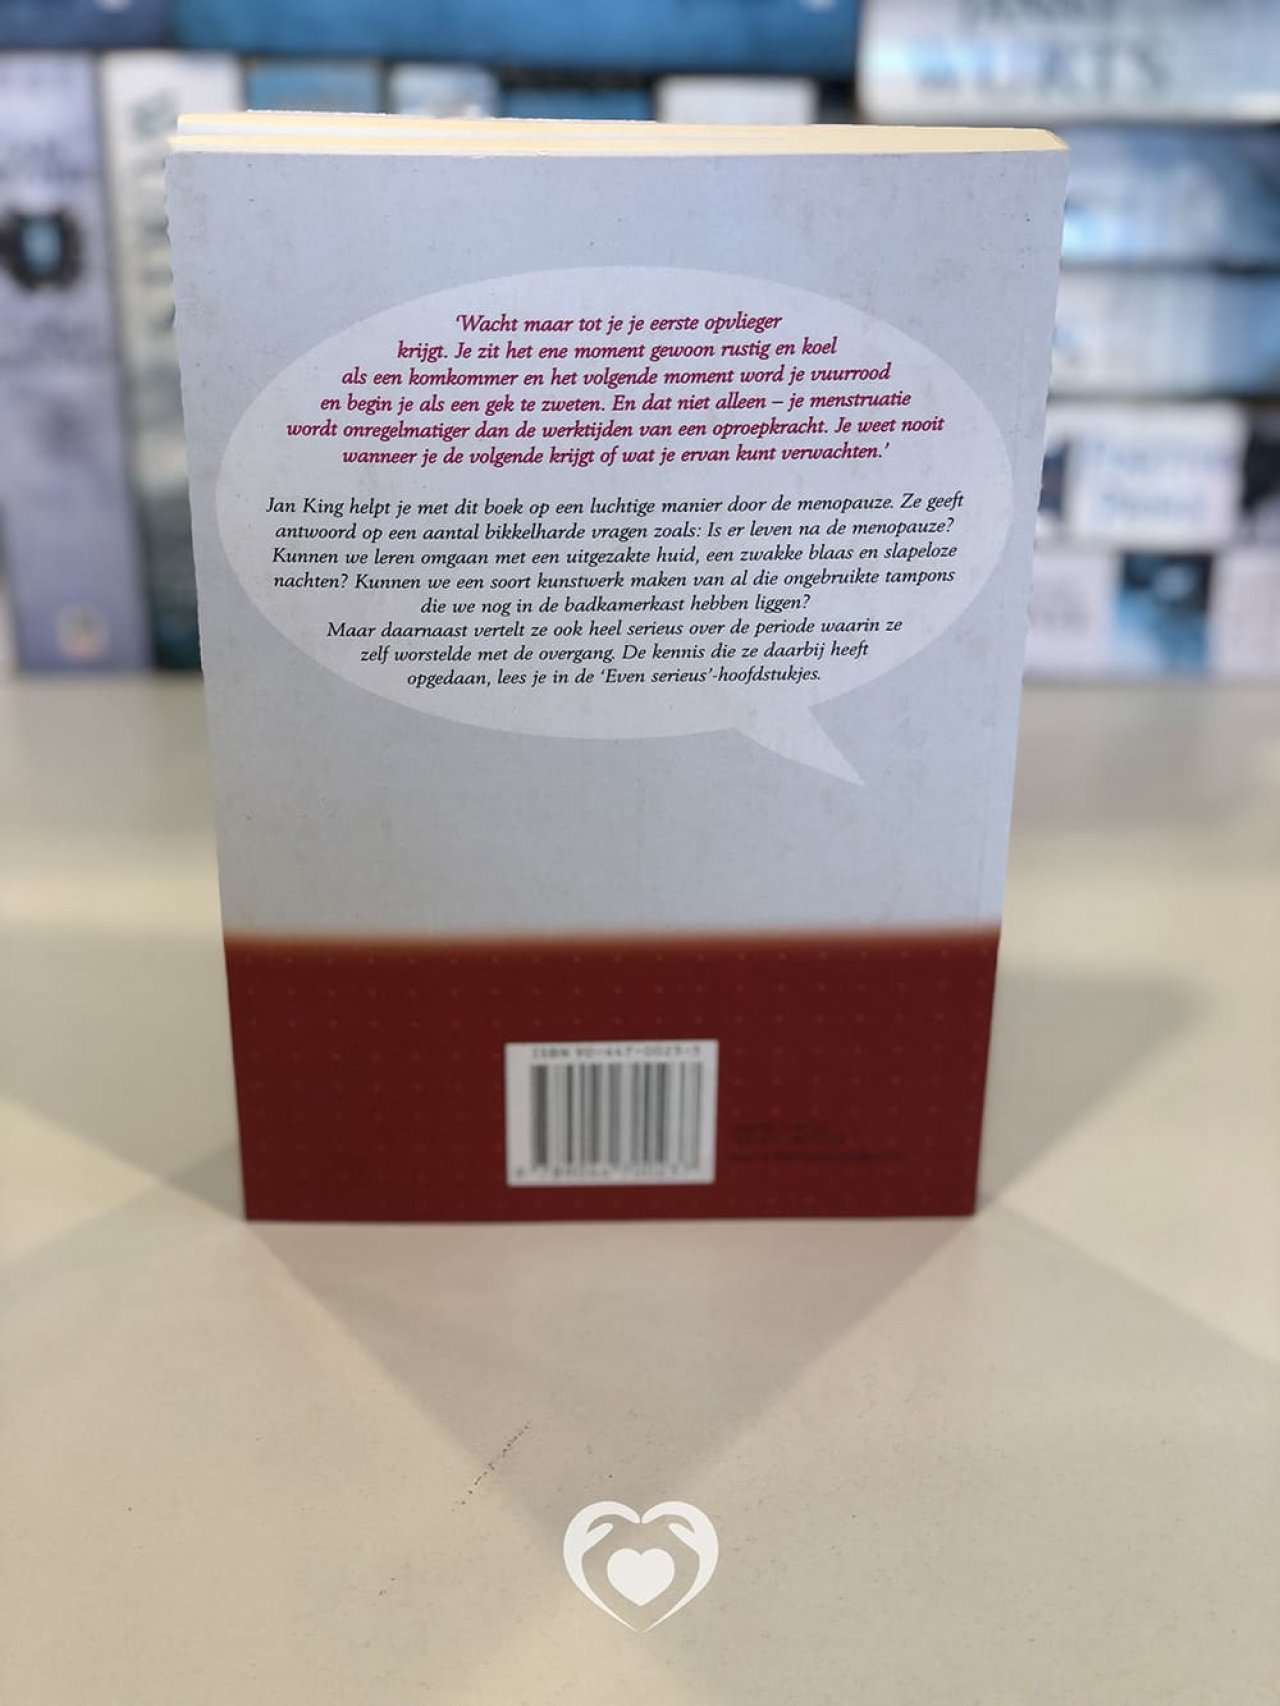 ‘Wacht maar tot je je eerste opvlieger
krijgt. Je zit het ene moment gewoon rustig en koel
als een komkommer en het volgende moment word je vuurrood
en begin je als een gek te zweten. En dat niet alleen – je menstruatie
wordt onregelmatiger dan de werktijden van een oproepkracht. Je weet nooit
wanneer je de volgende krijgt of wat je ervan kunt verwachten.’
Jan King helpt je met dit boek op een luchtige manier door de menopauze. Ze geeft
antwoord op een aantal bikkelharde vragen zoals: Is er leven na de menopauze?
Kunnen we leren omgaan met een uitgezakte huid, een zwakke blaas en slapeloze
nachten? Kunnen we een soort kunstwerk maken van al die ongebruikte tampons
die we nog in de badkamerkast hebben liggen?
Maar daarnaast vertelt ze ook heel serieus over de periode waarin ze
zelf worstelde met de overgang. De kennis die ze daarbij heeft
opgedaan, lees je in de ‘Even serieus’-hoofdstukjes.
ISBN